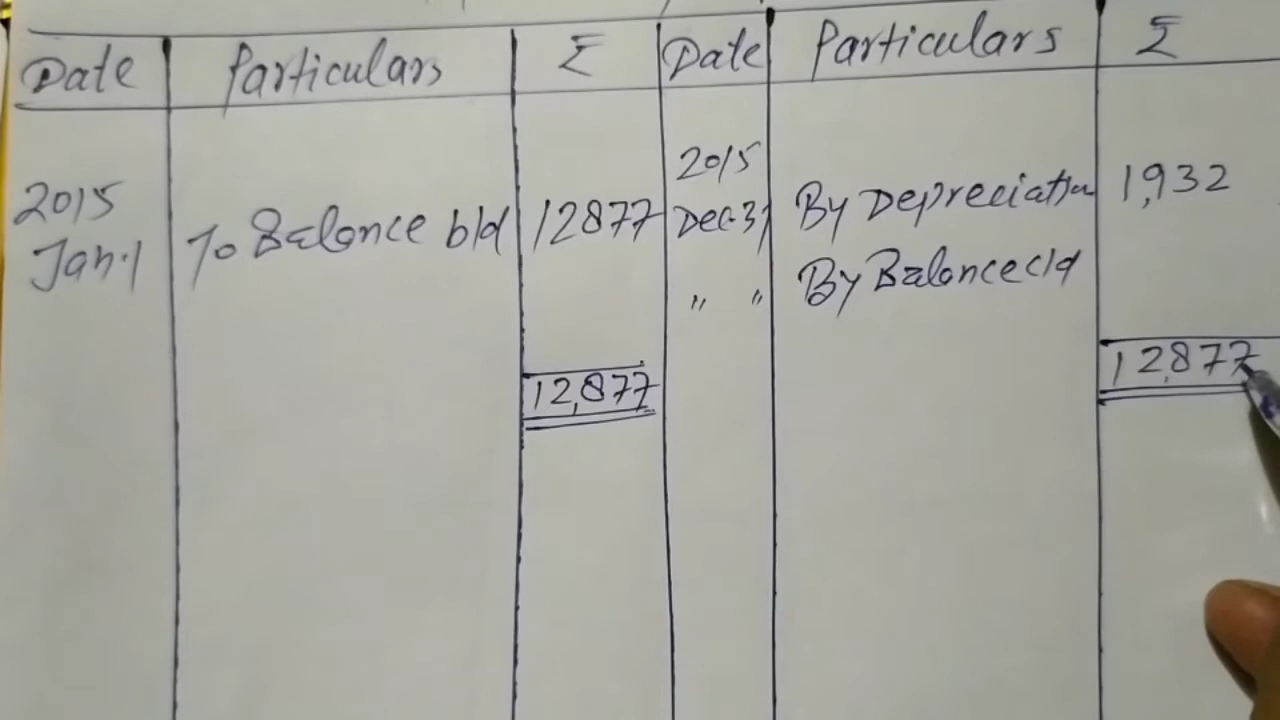 Date Particulars ₹ Date Particulars ₹
2015
Jan.1 To Balance b/d 12877
2015
Dec-31 By Depreciation 1,932
" " By Balance c/d
12,877 12,877